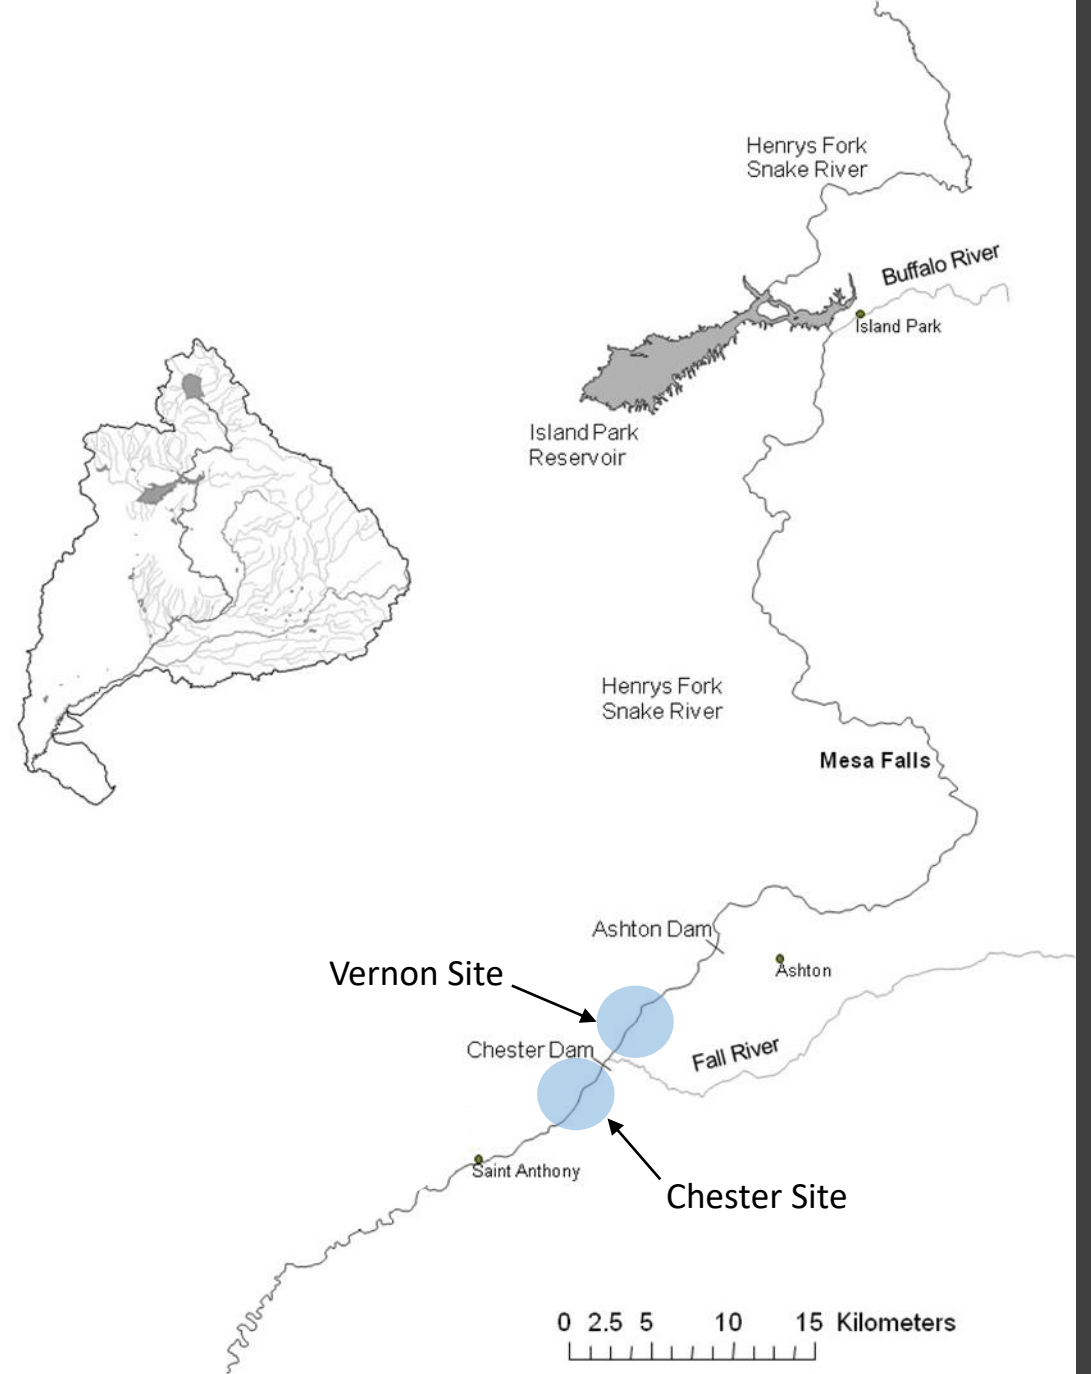 Henrys Fork
Snake River
Buffalo River
Island Park
Island Park
Reservoir
Henrys Fork
Snake River
Mesa Falls
Ashton Dam
Ashton
Vernon Site
Chester Dam
Fall River
Saint Anthony
Chester Site
0 2.5 5 10 15 Kilometers